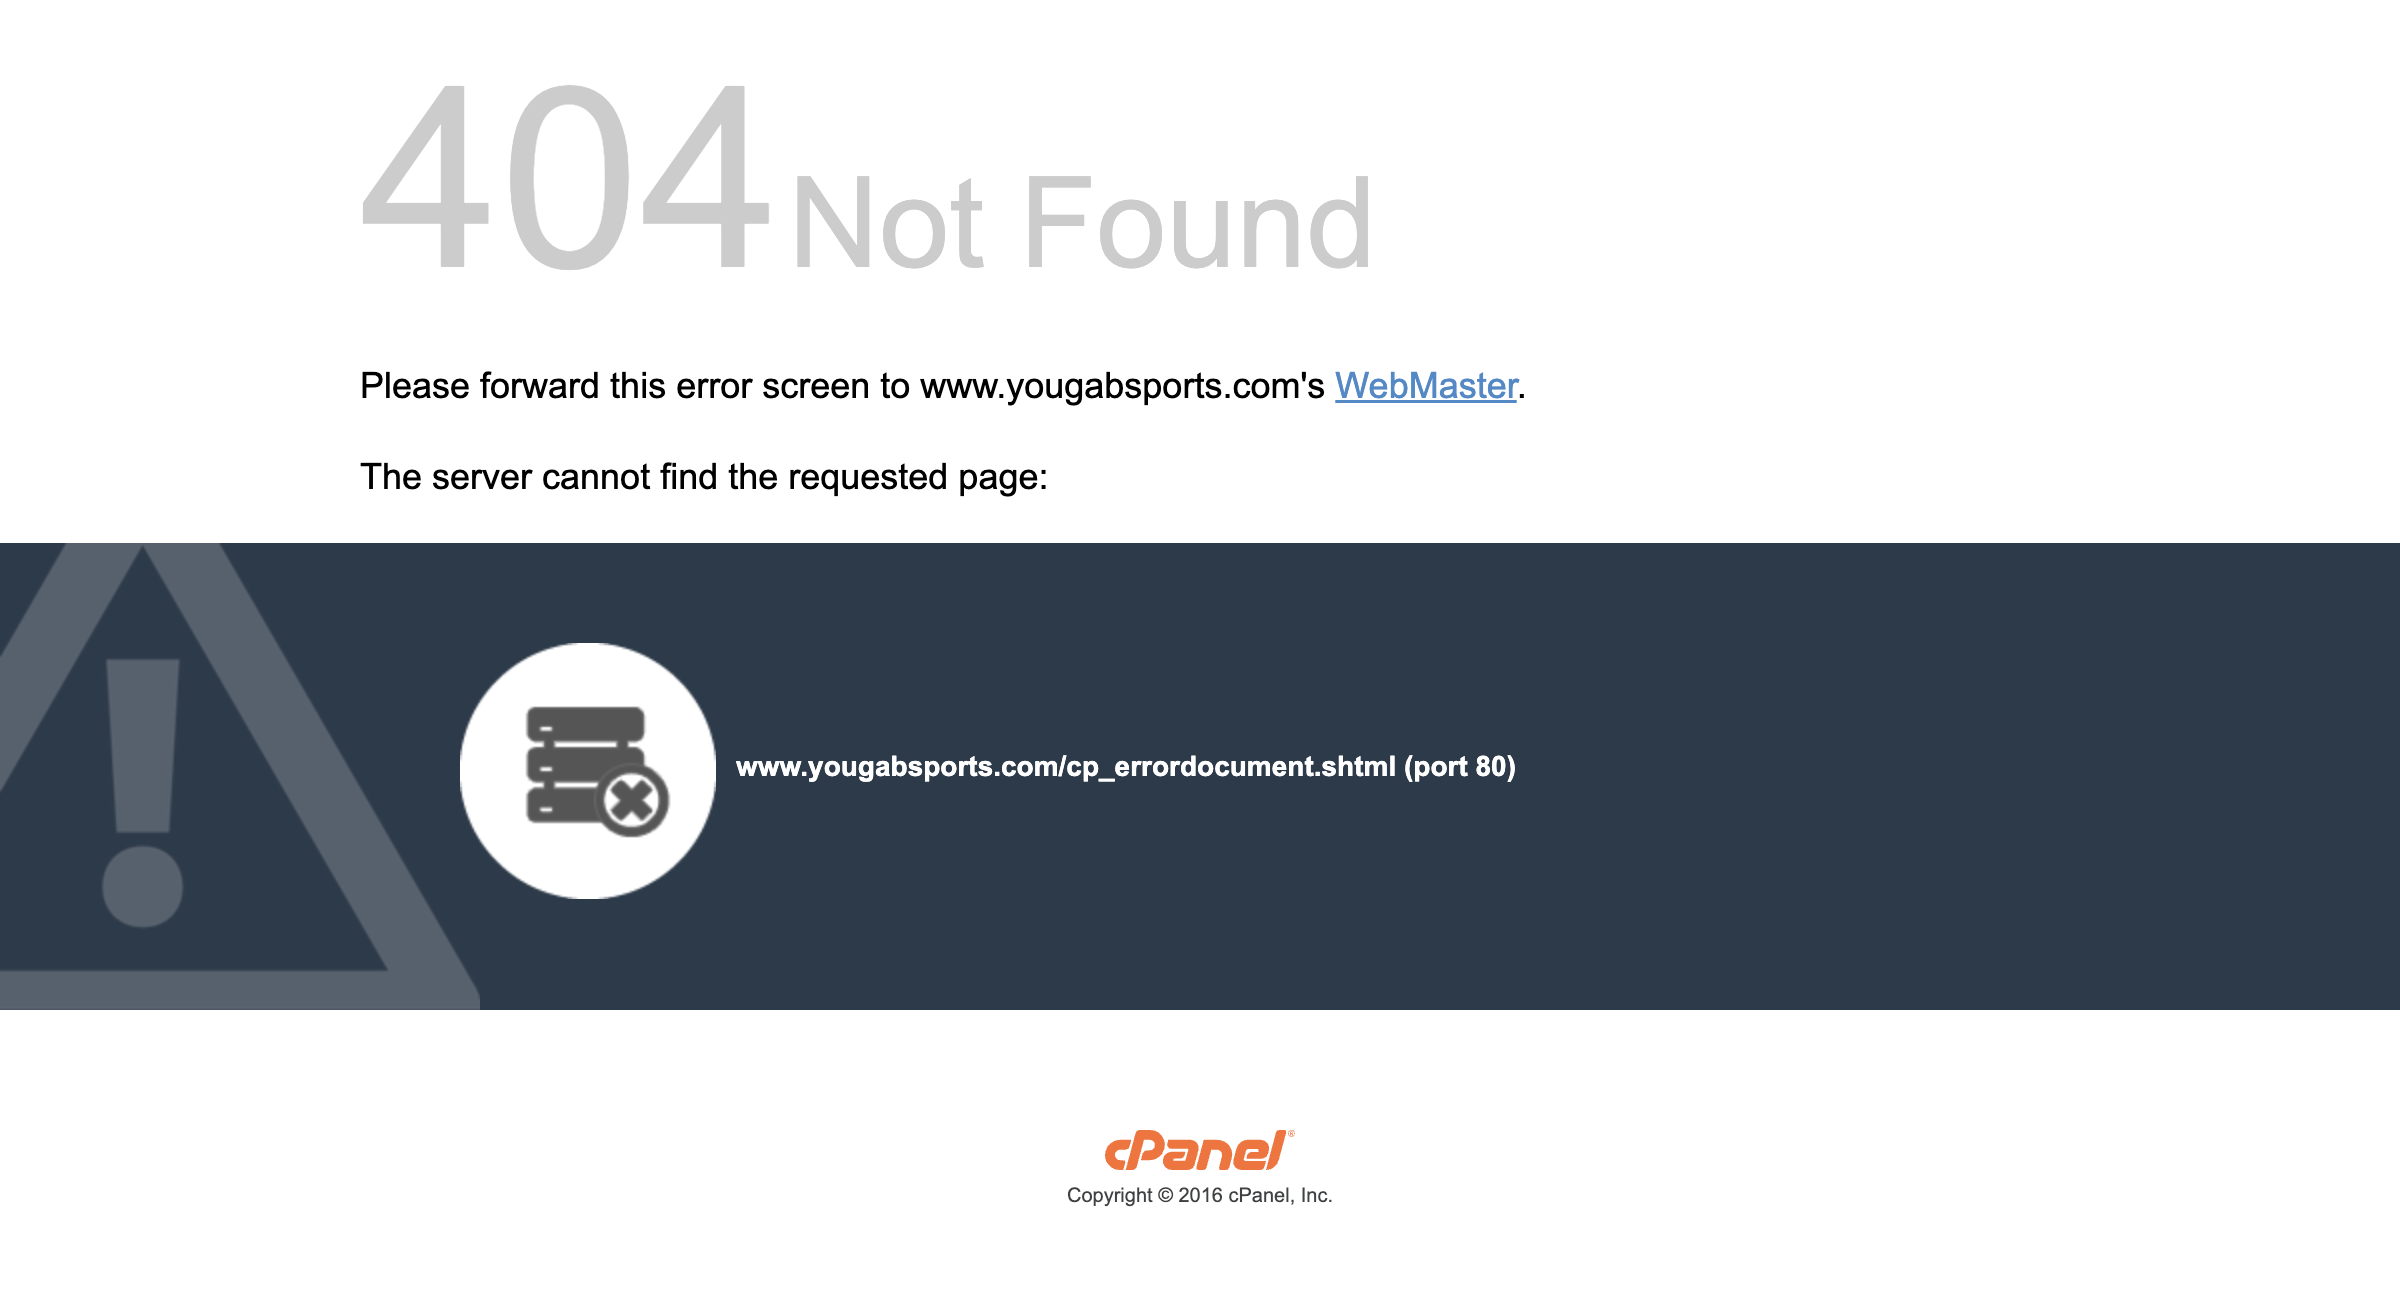 404 Not Found
Please forward this error screen to www.yougabsports.com's WebMaster.
The server cannot find the requested page:
www.yougabsports.com/cp_errordocument.shtml (port 80)
cPanel®
Copyright © 2016 cPanel, Inc.